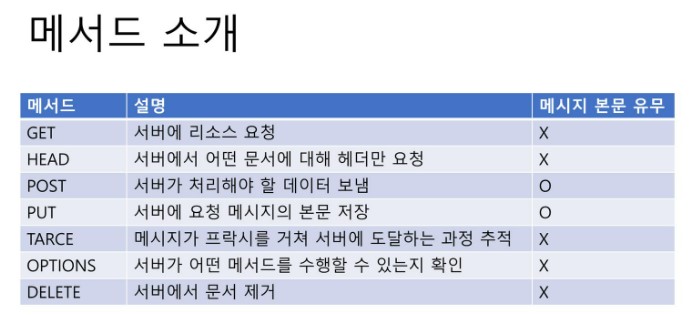 메서드 소개
메서드 설명 메시지 본문 유무
GET 서버에 리소스 요청 X
HEAD 서버에서 어떤 문서에 대해 헤더만 요청 X
POST 서버가 처리해야 할 데이터 보냄 O
PUT 서버에 요청 메시지의 본문 저장 O
TARCE 메시지가 프락시를 거쳐 서버에 도달하는 과정 추적 X
OPTIONS 서버가 어떤 메서드를 수행할 수 있는지 확인 X
DELETE 서버에서 문서 제거 X